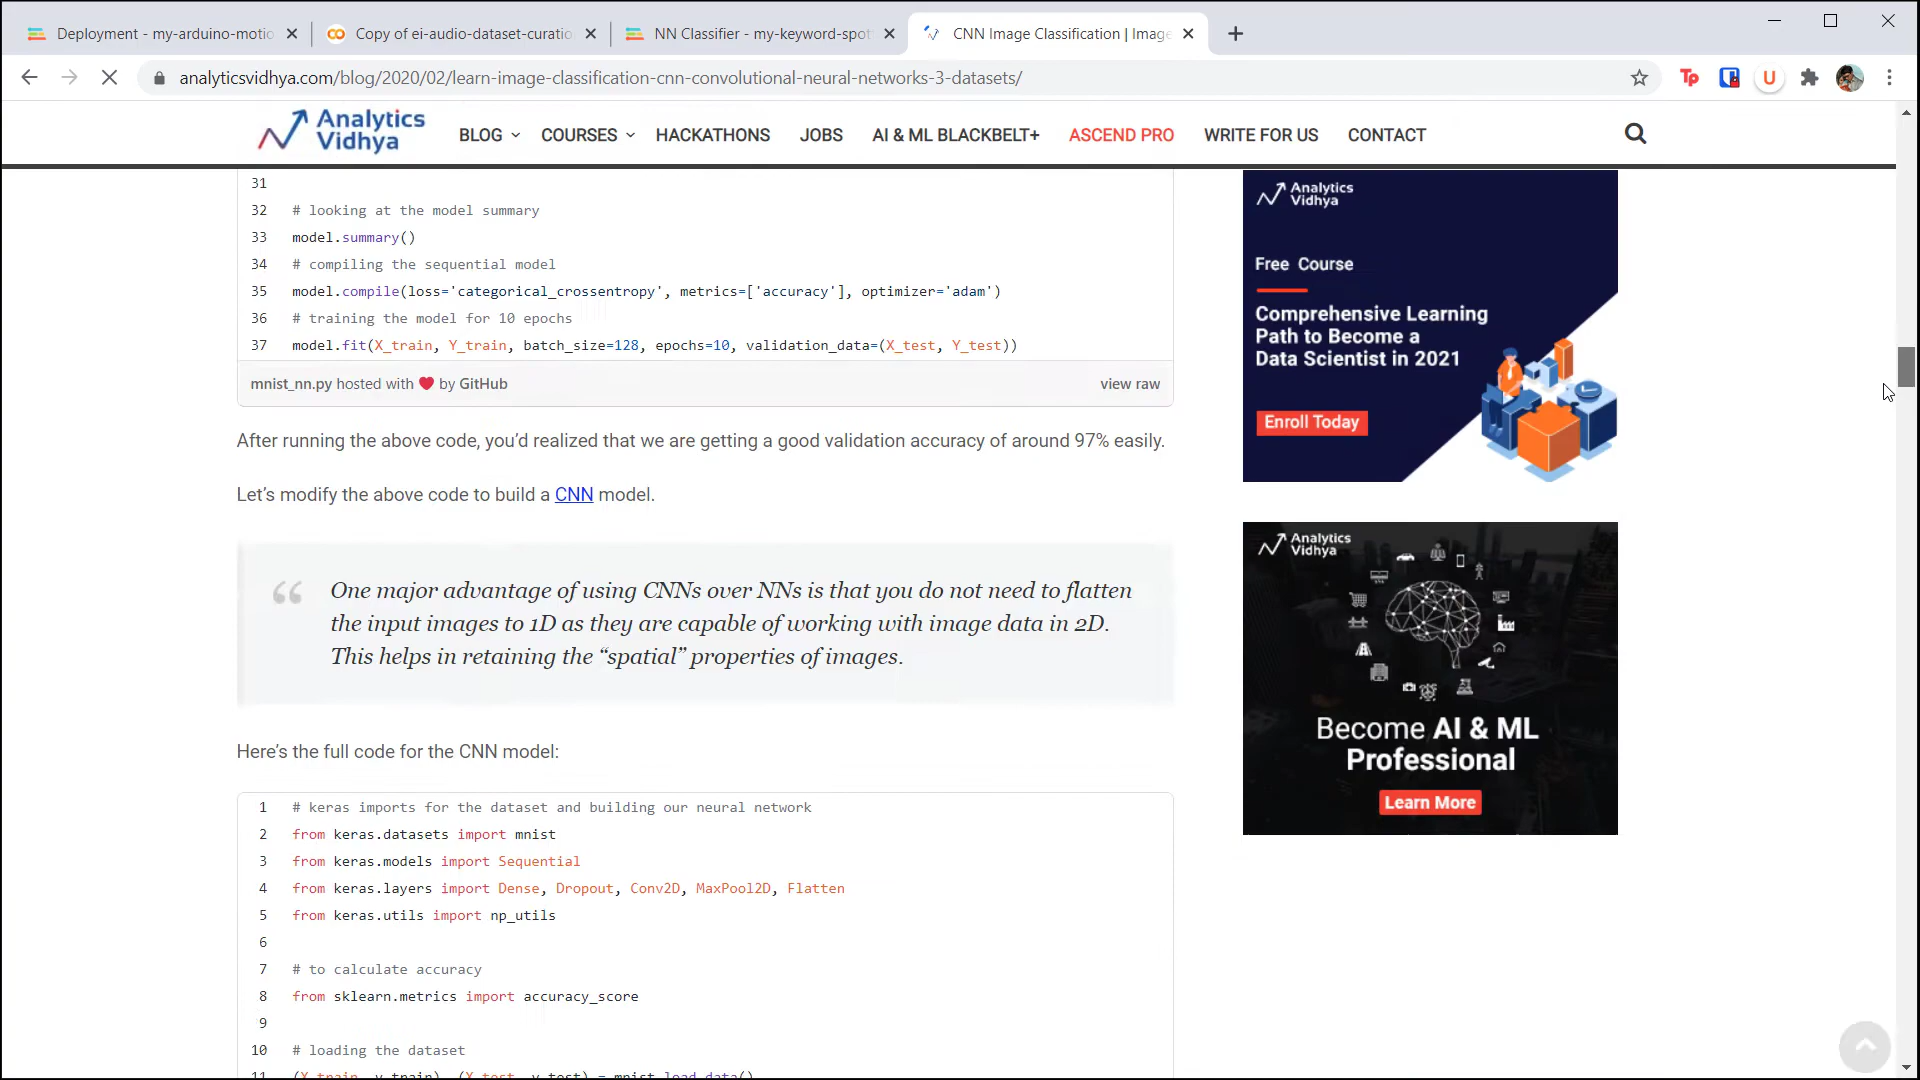 Deployment - my-arduino-motio
Copy of ei-audio-dataset-curatio
NN Classifier - my-keyword-spot
CNN Image Classification | Image
analyticsvidhya.com/blog/2020/02/learn-image-classification-cnn-convolutional-neural-networks-3-datasets/
Tp
U
Analytics
Vidhya
BLOG
COURSES
HACKATHONS
JOBS
AI & ML BLACKBELT+
ASCEND PRO
WRITE FOR US
CONTACT
31
32 # looking at the model summary
33 model.summary()
34 # compiling the sequential model
35 model.compile(loss='categorical_crossentropy', metrics=['accuracy'], optimizer='adam')
36 # training the model for 10 epochs
37 model.fit(X_train, Y_train, batch_size=128, epochs=10, validation_data=(X_test, Y_test))
mnist_nn.py hosted with ❤ by GitHub
view raw
After running the above code, you’d realized that we are getting a good validation accuracy of around 97% easily.
Let’s modify the above code to build a CNN model.
“ One major advantage of using CNNs over NNs is that you do not need to flatten
the input images to 1D as they are capable of working with image data in 2D.
This helps in retaining the “spatial” properties of images.
Here’s the full code for the CNN model:
1 # keras imports for the dataset and building our neural network
2 from keras.datasets import mnist
3 from keras.models import Sequential
4 from keras.layers import Dense, Dropout, Conv2D, MaxPool2D, Flatten
5 from keras.utils import np_utils
6
7 # to calculate accuracy
8 from sklearn.metrics import accuracy_score
9
10 # loading the dataset
11 (X_train, y_train), (X_test, y_test) = mnist.load_data()
Analytics
Vidhya
Free Course
Comprehensive Learning
Path to Become a
Data Scientist in 2021
Enroll Today
Analytics
Vidhya
Become AI & ML
Professional
Learn More